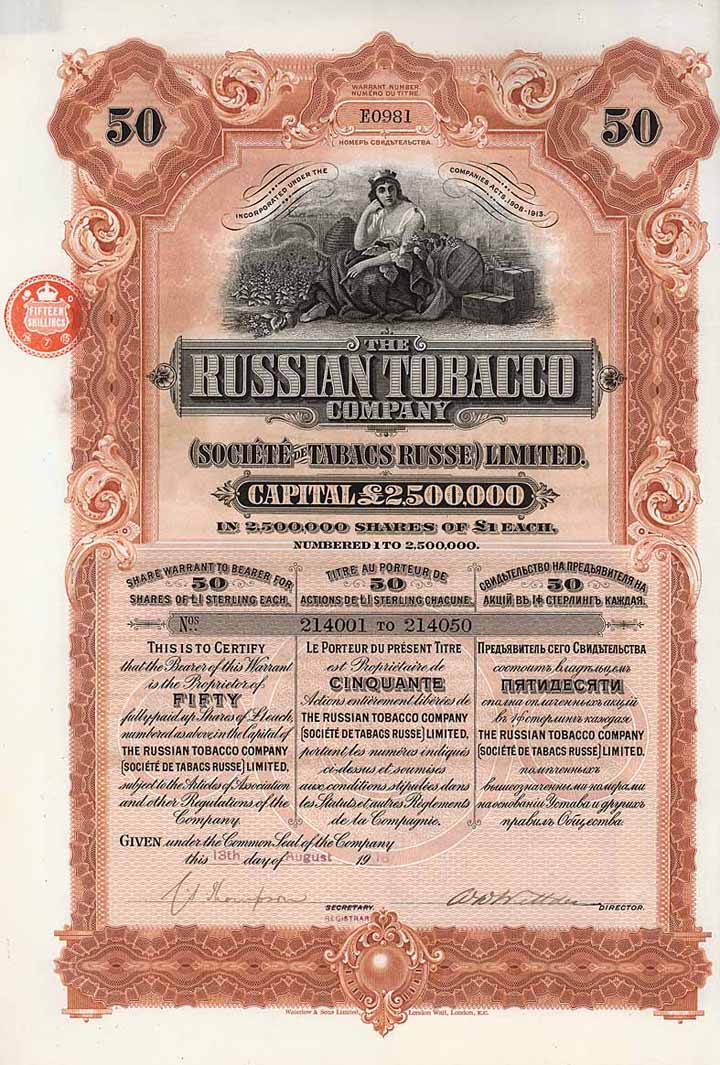 WARRANT NUMBER
NUMÉRO DU TITRE
E0981
НОМЕРЪ СВИДѢТЕЛЬСТВА
50
50
INCORPORATED UNDER THE COMPANIES ACTS, 1908-1913.
FIFTEEN
SHILLINGS
THE
RUSSIAN TOBACCO
COMPANY
(SOCIÉTÉ DE TABACS RUSSE) LIMITED.
CAPITAL £2,500,000
IN 2,500,000 SHARES OF £1 EACH,
NUMBERED 1 TO 2,500,000.
SHARE WARRANT TO BEARER FOR
50
SHARES OF £1 STERLING EACH.
TITRE AU PORTEUR DE
50
ACTIONS DE £1 STERLING CHACUNE.
СВИДѢТЕЛЬСТВО НА ПРЕДЪЯВИТЕЛЯ НА
50
АКЦІЙ ВЪ 1£ СТЕРЛИНГЪ КАЖДАЯ.
Nos. 214001 TO 214050
THIS IS TO CERTIFY
that the Bearer of this Warrant
is the Proprietor of
FIFTY
fully paid up Shares of £1 each,
numbered as above in the Capital of
THE RUSSIAN TOBACCO COMPANY
(SOCIÉTÉ DE TABACS RUSSE) LIMITED,
subject to the Articles of Association
and other Regulations of the
Company.
LE PORTEUR DU PRÉSENT TITRE
est Propriétaire de
CINQUANTE
Actions entièrement libérées de
THE RUSSIAN TOBACCO COMPANY
(SOCIÉTÉ DE TABACS RUSSE) LIMITED,
portent les numéros indiqués
ci-dessus et soumises
aux conditions stipulées dans
les Statuts et autres Règlements
de la Compagnie.
ПРЕДЪЯВИТЕЛЬ СЕГО СВИДѢТЕЛЬСТВА
состоитъ владѣльцемъ
ПЯТИДЕСЯТИ
сполна оплаченныхъ акцій
въ 1£ стерлингъ каждая
THE RUSSIAN TOBACCO COMPANY
(SOCIÉTÉ DE TABACS RUSSE) LIMITED.
помѣченныхъ
вышеозначенными номерами
на основаніи Устава и другихъ
правилъ Общества.
GIVEN under the Common Seal of the Company
this 13th day of August 19
Thompson
SECRETARY.
REGISTRAR
DIRECTOR.
Waterlow & Sons Limited, London Wall, London, E.C.